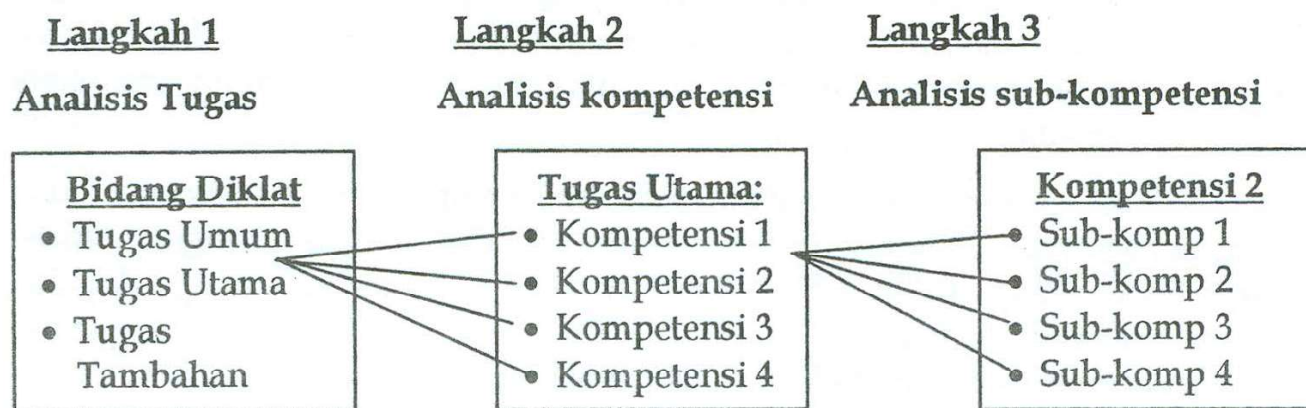 Langkah 1
Analisis Tugas
Langkah 2
Analisis kompetensi
Langkah 3
Analisis sub-kompetensi
Bidang Diklat
• Tugas Umum
• Tugas Utama
• Tugas
Tambahan
Tugas Utama:
• Kompetensi 1
• Kompetensi 2
• Kompetensi 3
• Kompetensi 4
Kompetensi 2
• Sub-komp 1
• Sub-komp 2
• Sub-komp 3
• Sub-komp 4